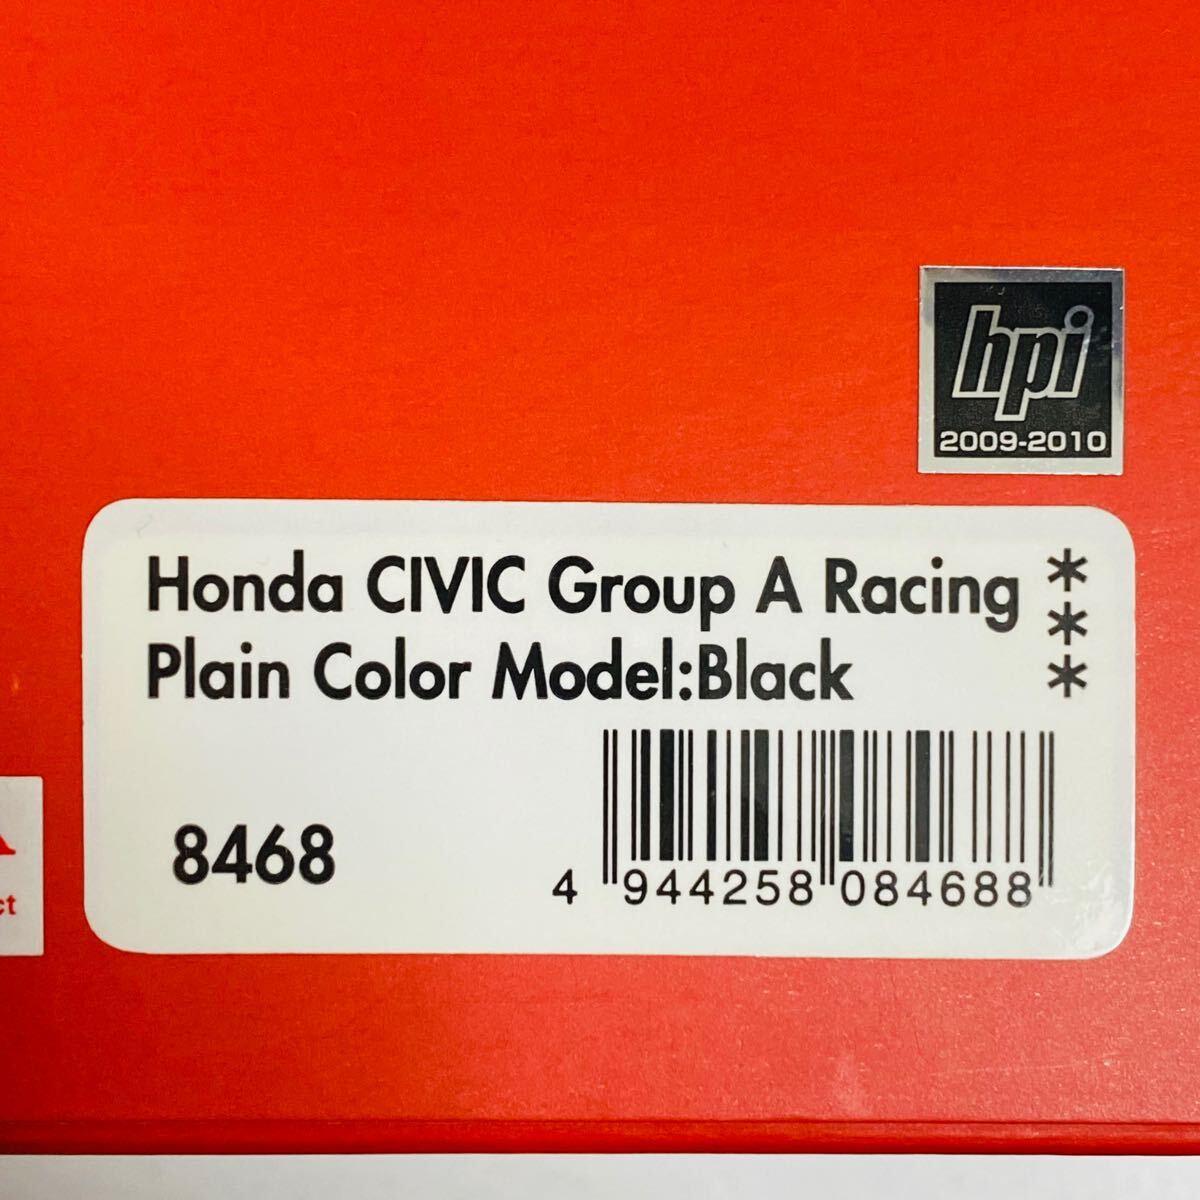 hpi
2009-2010
Honda CIVIC Group A Racing ***
Plain Color Model:Black
8468
4 944258 084688